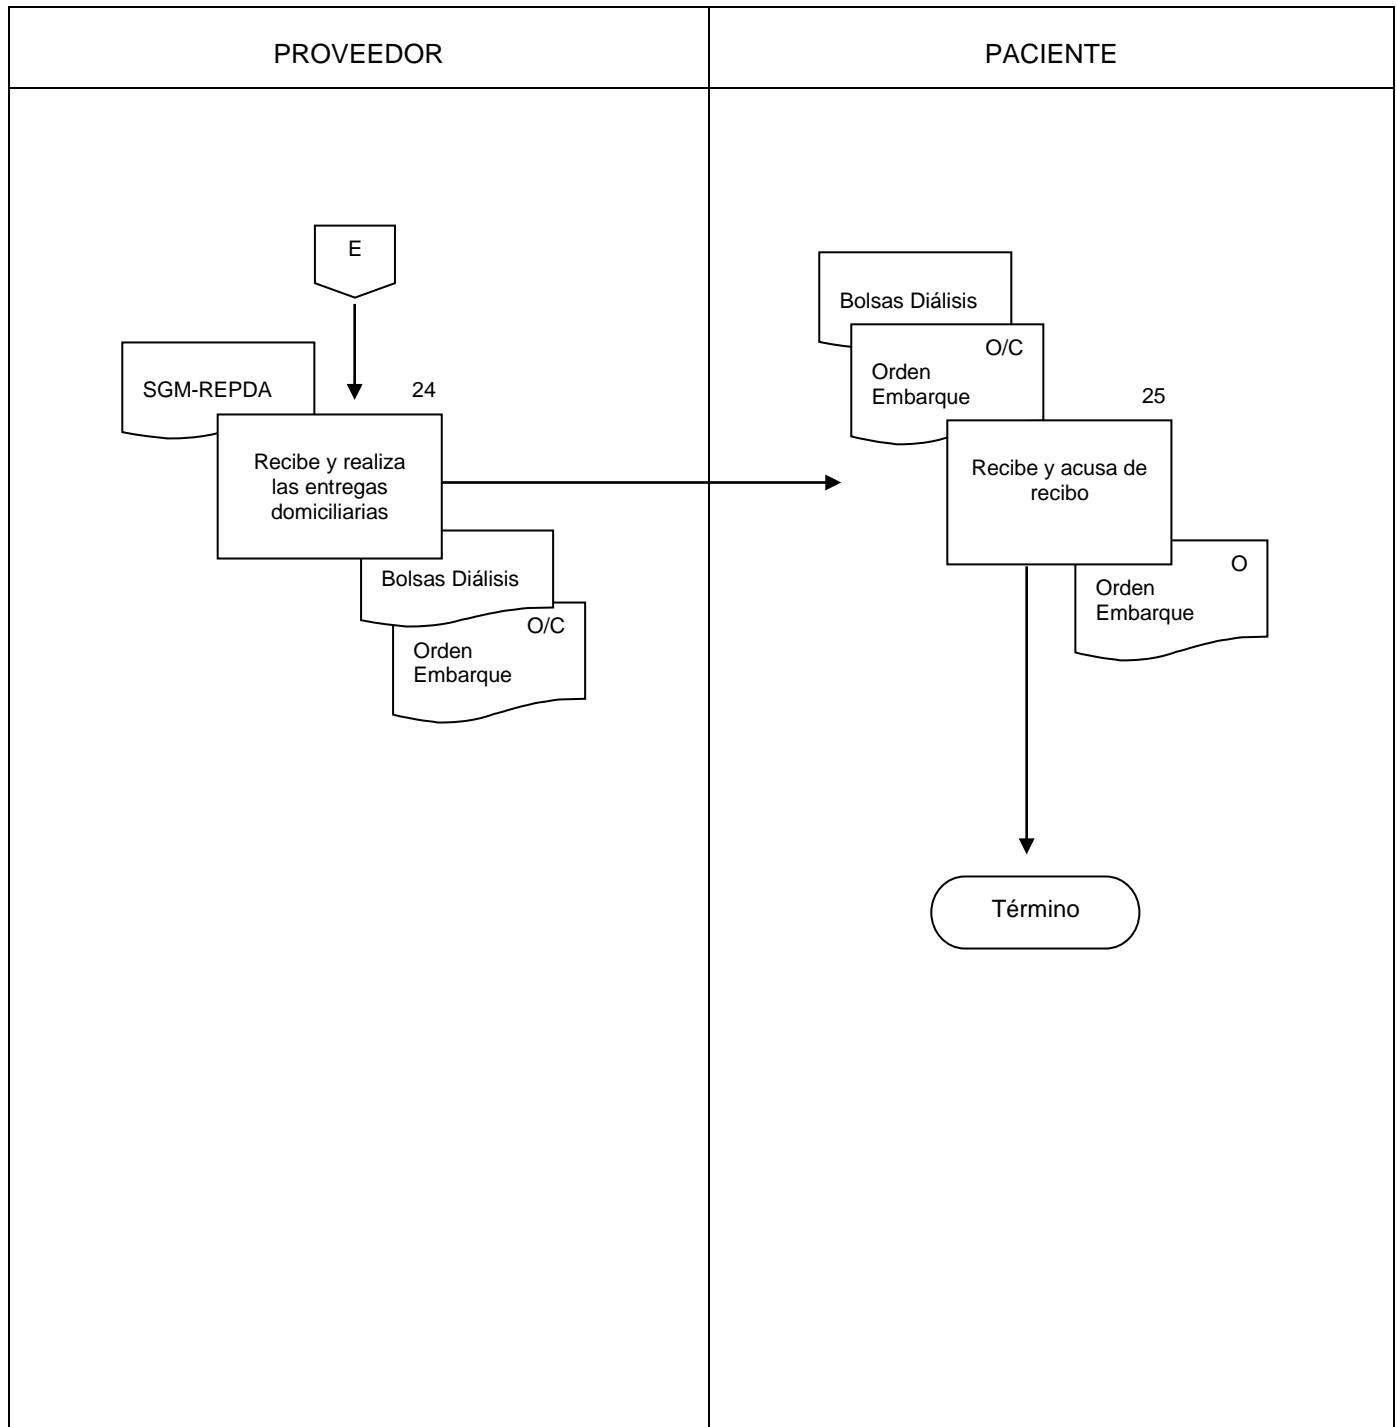 PROVEEDOR
PACIENTE
E
SGM-REPDA
24
Recibe y realiza
las entregas
domiciliarias
Bolsas Diálisis
O/C
Orden
Embarque
Bolsas Diálisis
O/C
Orden
Embarque
25
Recibe y acusa de
recibo
O
Orden
Embarque
Término